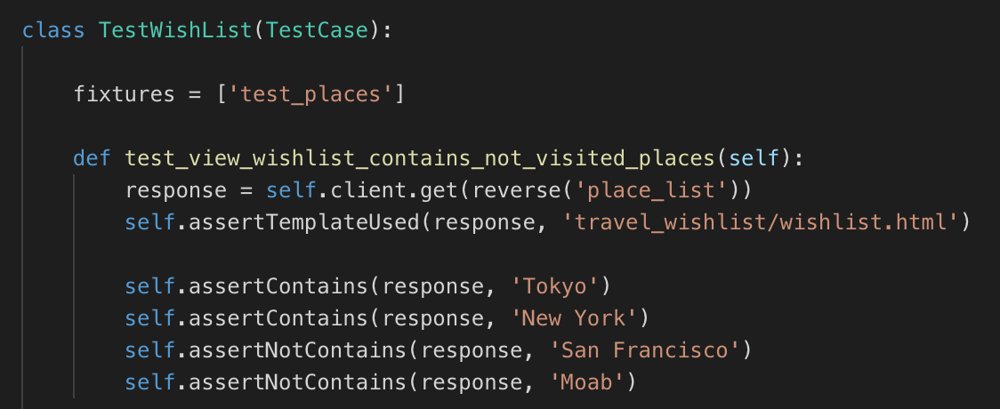 class TestWishList(TestCase):
fixtures = ['test_places']
def test_view_wishlist_contains_not_visited_places(self):
response = self.client.get(reverse('place_list'))
self.assertTemplateUsed(response, 'travel_wishlist/wishlist.html')
self.assertContains(response, 'Tokyo')
self.assertContains(response, 'New York')
self.assertNotContains(response, 'San Francisco')
self.assertNotContains(response, 'Moab')